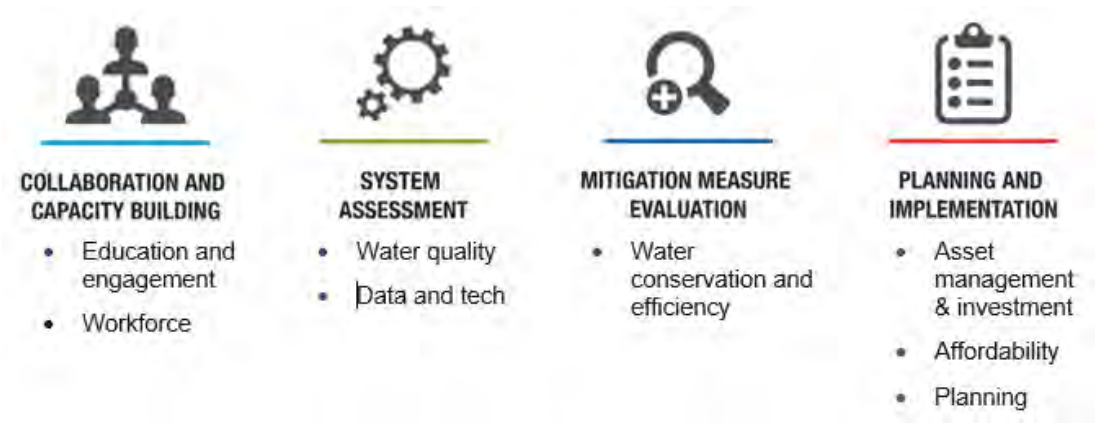 COLLABORATION AND
CAPACITY BUILDING
• Education and
engagement
• Workforce
SYSTEM
ASSESSMENT
• Water quality
• Data and tech
MITIGATION MEASURE
EVALUATION
• Water
conservation and
efficiency
PLANNING AND
IMPLEMENTATION
• Asset
management
& investment
• Affordability
• Planning